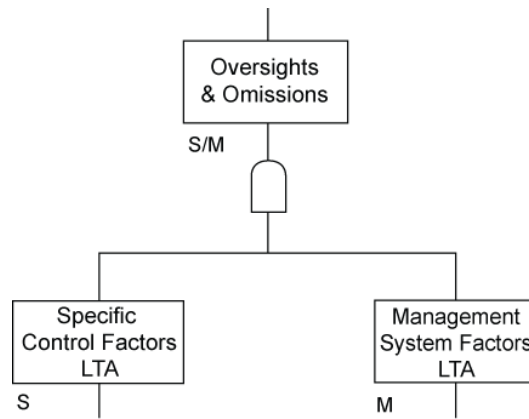 Oversights
& Omissions
S/M
Specific
Control Factors
LTA
S
Management
System Factors
LTA
M